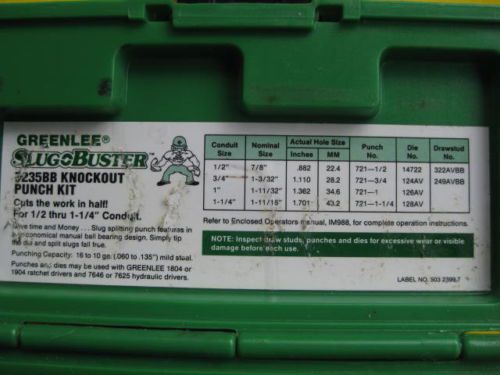 GREENLEE®
SLUGBUSTER
7235BB KNOCKOUT
PUNCH KIT
Cuts the work in half!
For 1/2 thru 1-1/4" Conduit.
Save time and Money . . . Slug splitting punch features in
an economical manual ball bearing design. Simply tip
the die and split slugs fall true.
Punching Capacity: 16 to 10 ga. (.060 to .135") mild steel.
Punches and dies may be used with GREENLEE 1804 or
1904 ratchet drivers and 7646 or 7625 hydraulic drivers.
Conduit Size Nominal Size Actual Hole Size Inches MM Punch No. Die No. Drawstud No.
1/2" 7/8" .882 22.4 721—1/2 14722 322AVBB
3/4" 1-3/32" 1.110 28.2 721—3/4 124AV 249AVBB
1" 1-11/32" 1.362 34.6 721—1 126AV
1-1/4" 1-11/16" 1.701 43.2 721—1-1/4 128AV
Refer to Enclosed Operators manual, IM988, for complete operation instructions.
NOTE: Inspect draw studs, punches and dies for excessive wear or visible
damage before each use.
LABEL NO. 503 2399.7